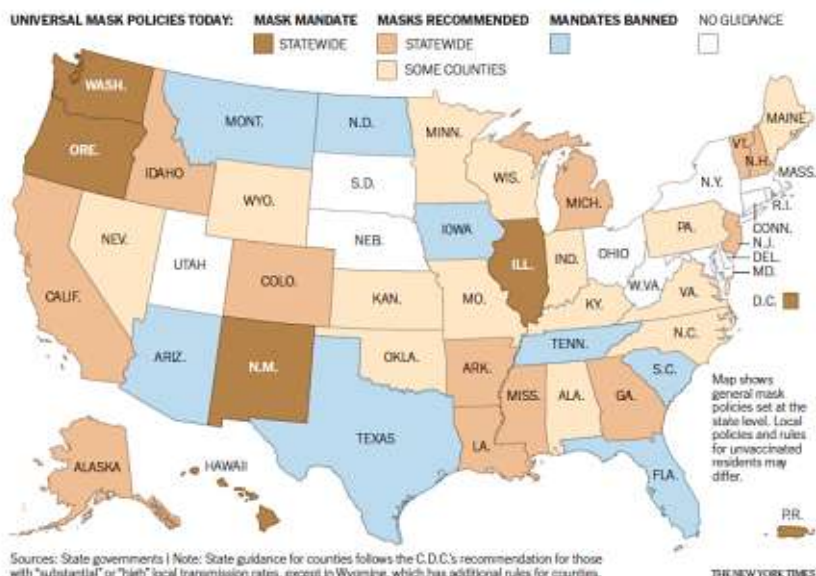 UNIVERSAL MASK POLICIES TODAY:
MASK MANDATE
STATEWIDE
MASKS RECOMMENDED
STATEWIDE
SOME COUNTIES
MANDATES BANNED
NO GUIDANCE
WASH.
ORE.
IDAHO
MONT.
N.D.
MINN.
S.D.
WYO.
WIS.
MICH.
N.Y.
VT.
N.H.
MAINE
MASS.
R.I.
CONN.
N.J.
DEL.
MD.
D.C.
NEV.
UTAH
COLO.
NEB.
IOWA
ILL.
IND.
OHIO
PA.
W.VA.
VA.
CALIF.
KAN.
MO.
KY.
N.C.
TENN.
ARIZ.
N.M.
OKLA.
ARK.
S.C.
MISS.
ALA.
GA.
TEXAS
LA.
FLA.
ALASKA
HAWAII
P.R.
Map shows
general mask
policies set at the
state level. Local
policies and rules
for unvaccinated
residents may
differ.
Sources: State governments | Note: State guidance for counties follows the C.D.C.'s recommendation for those
with "substantial" or "high" local transmission rates, except in Wyoming, which has additional rules for counties.
THE NEW YORK TIMES